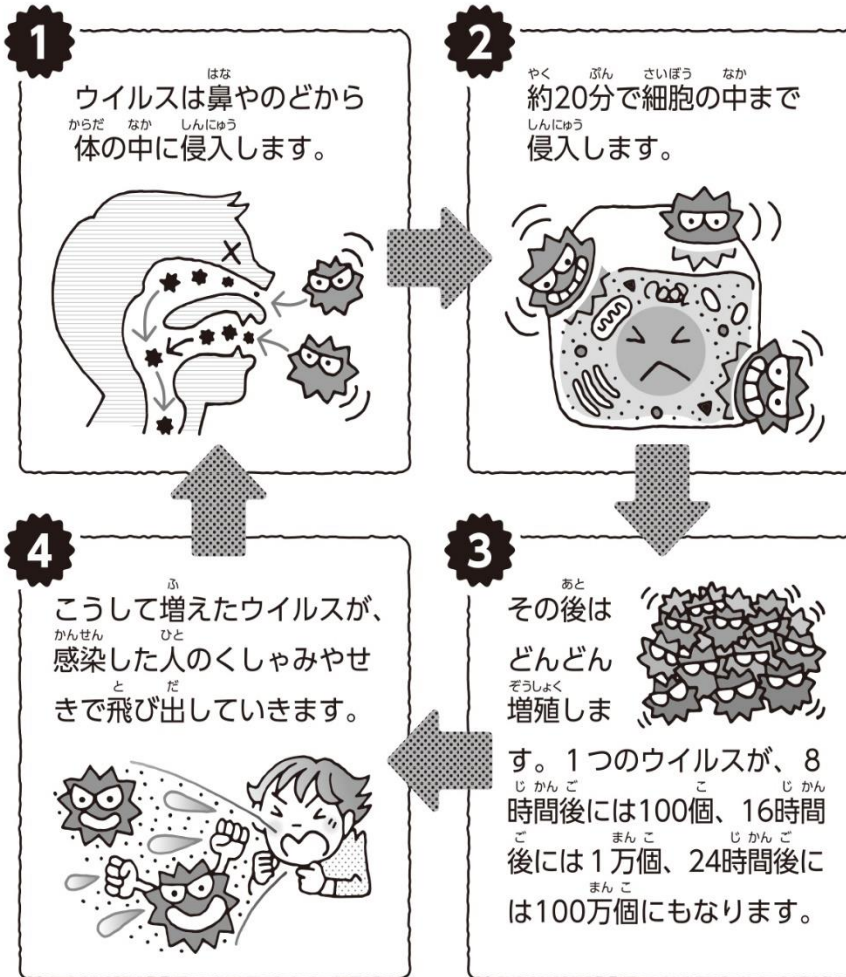 1
ウイルスは鼻やのどから
体の中に侵入します。
2
約20分で細胞の中まで
侵入します。
3
その後は
どんどん
増殖しま
す。1つのウイルスが、8
時間後には100個、16時間
後には1万個、24時間後に
は100万個にもなります。
4
こうして増えたウイルスが、
感染した人のくしゃみやせ
きで飛び出していきます。